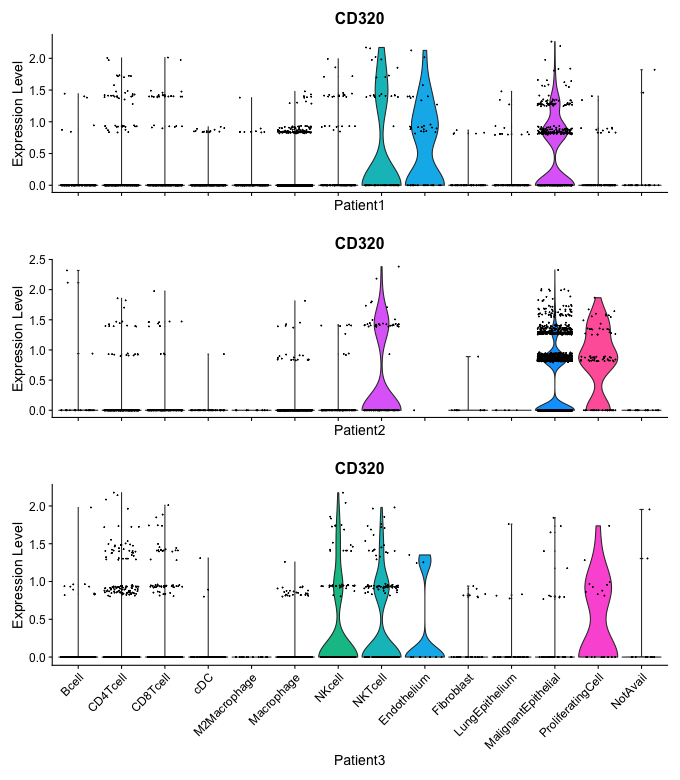 CD320
Expression Level
2.0
1.5
1.0
0.5
0.0
Patient1
CD320
Expression Level
2.5
2.0
1.5
1.0
0.5
0.0
Patient2
CD320
Expression Level
2.0
1.5
1.0
0.5
0.0
Bcell
CD4Tcell
CD8Tcell
cDC
M2Macrophage
Macrophage
NKcell
NKTcell
Endothelium
Fibroblast
LungEpithelium
MalignantEpithelial
ProliferatingCell
NotAvail
Patient3